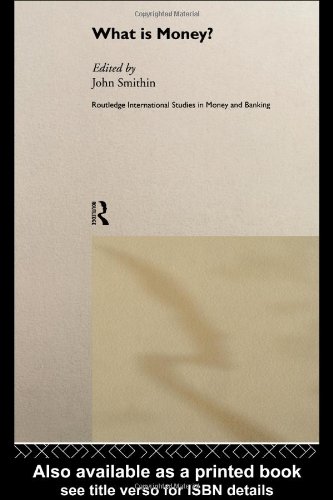 What is Money?
Edited by
John Smithin
Routledge International Studies in Money and Banking
ROUTLEDGE
Also available as a printed book
see title verso for ISBN details